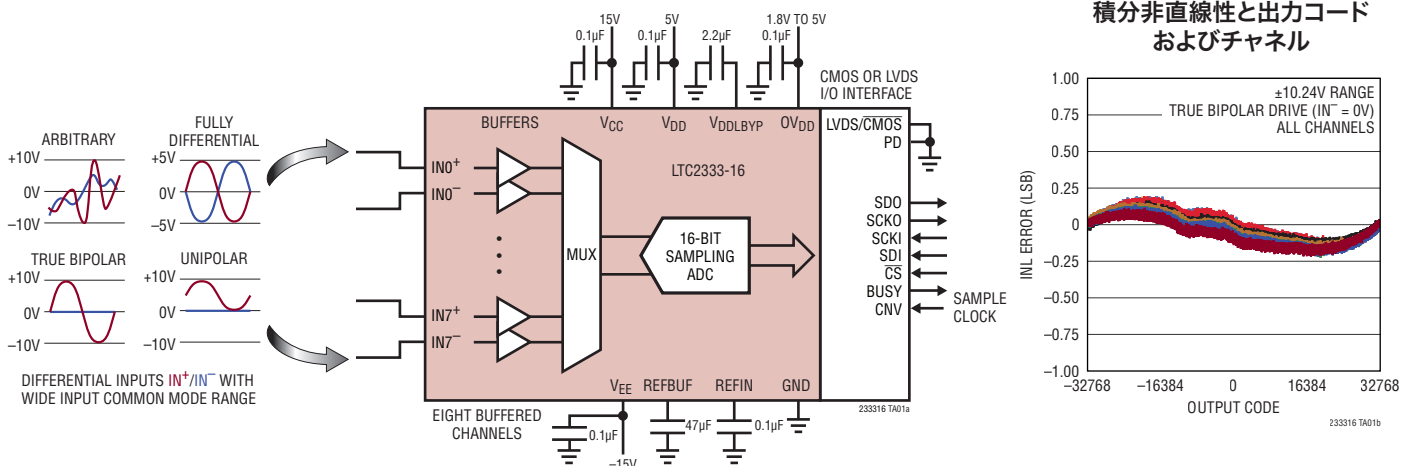 15V
5V
1.8V TO 5V
0.1µF
0.1µF
2.2µF
0.1µF
CMOS OR LVDS
I/O INTERFACE
ARBITRARY
+10V
0V
–10V
FULLY
DIFFERENTIAL
+5V
0V
–5V
TRUE BIPOLAR
+10V
0V
–10V
UNIPOLAR
+10V
0V
–10V
DIFFERENTIAL INPUTS IN+/IN– WITH
WIDE INPUT COMMON MODE RANGE
BUFFERS
VCC
VDD
VDDLBYP
OVDD
LVDS/CMOS
PD
LTC2333-16
IN0+
IN0–
IN7+
IN7–
MUX
16-BIT
SAMPLING
ADC
SDO
SCKO
SCKI
SDI
CS
BUSY
CNV
SAMPLE
CLOCK
VEE
REFBUF
REFIN
GND
EIGHT BUFFERED
CHANNELS
0.1µF
47µF
0.1µF
–15V
233316 TA01a
積分非直線性と出力コード
およびチャネル
±10.24V RANGE
TRUE BIPOLAR DRIVE (IN– = 0V)
ALL CHANNELS
INL ERROR (LSB)
1.00
0.75
0.50
0.25
0
–0.25
–0.50
–0.75
–1.00
–32768
–16384
0
16384
32768
OUTPUT CODE
233316 TA01b